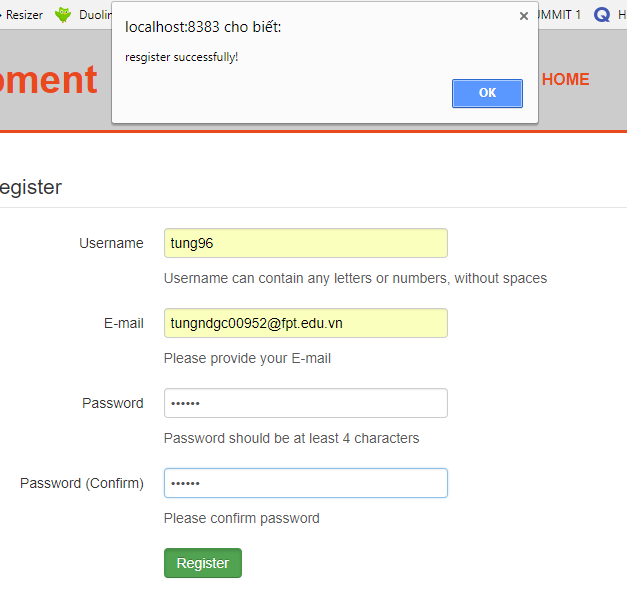 Resizer
Duolin
UMMIT 1
H
localhost:8383 cho biết:
resgister successfully!
OK
pment
HOME
egister
Username
tung96
Username can contain any letters or numbers, without spaces
E-mail
tungndgc00952@fpt.edu.vn
Please provide your E-mail
Password
••••••
Password should be at least 4 characters
Password (Confirm)
••••••
Please confirm password
Register